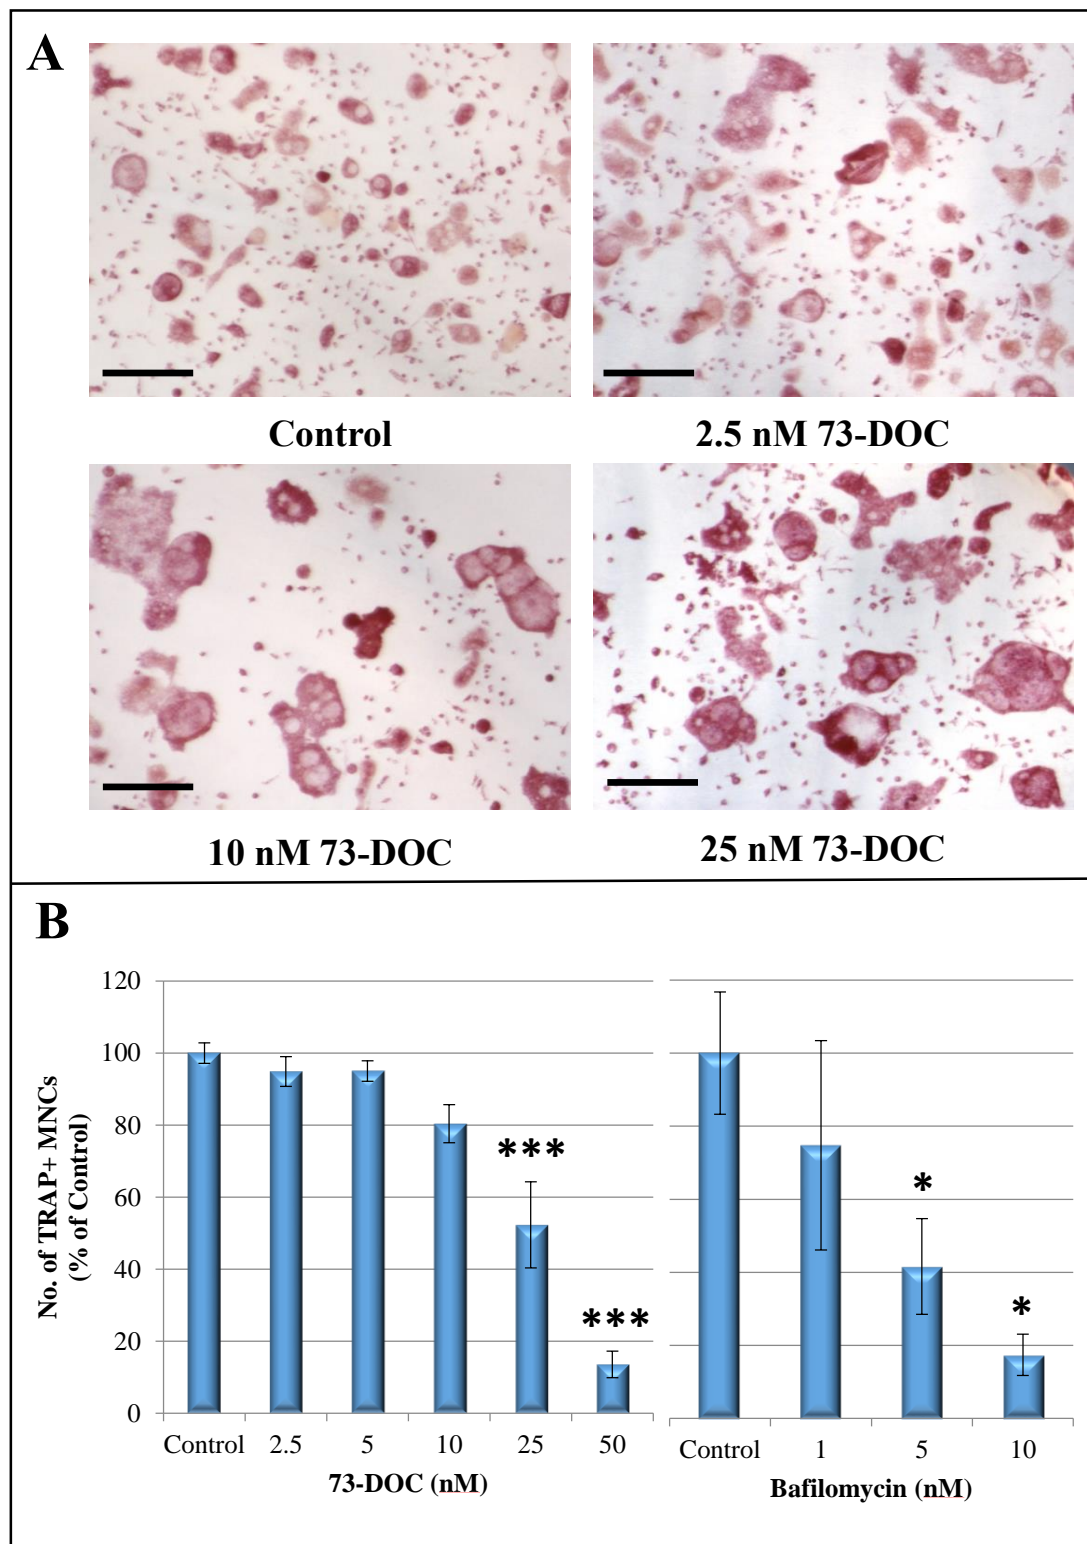 A
Control
2.5 nM 73-DOC
10 nM 73-DOC
25 nM 73-DOC
B
No. of TRAP+ MNCs
(% of Control)
120
100
80
60
40
20
0
***
***
Control 2.5 5 10 25 50
73-DOC (nM)
*
*
Control 1 5 10
Bafilomycin (nM)